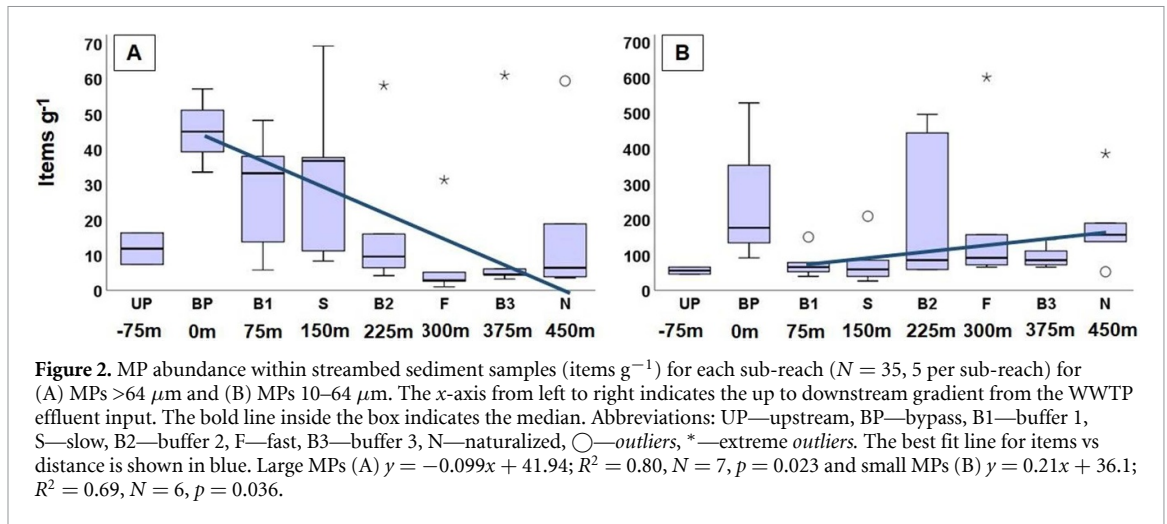 A
B
Items g-1
70
60
50
40
30
20
10
0
700
600
500
400
300
200
100
0
UP BP B1 S B2 F B3 N
-75m 0m 75m 150m 225m 300m 375m 450m
UP BP B1 S B2 F B3 N
-75m 0m 75m 150m 225m 300m 375m 450m
Figure 2. MP abundance within streambed sediment samples (items g−1) for each sub-reach (N = 35, 5 per sub-reach) for
(A) MPs >64 μm and (B) MPs 10–64 μm. The x-axis from left to right indicates the up to downstream gradient from the WWTP
effluent input. The bold line inside the box indicates the median. Abbreviations: UP—upstream, BP—bypass, B1—buffer 1,
S—slow, B2—buffer 2, F—fast, B3—buffer 3, N—naturalized, ◯—outliers, *—extreme outliers. The best fit line for items vs
distance is shown in blue. Large MPs (A) y = −0.099x + 41.94; R2 = 0.80, N = 7, p = 0.023 and small MPs (B) y = 0.21x + 36.1;
R2 = 0.69, N = 6, p = 0.036.